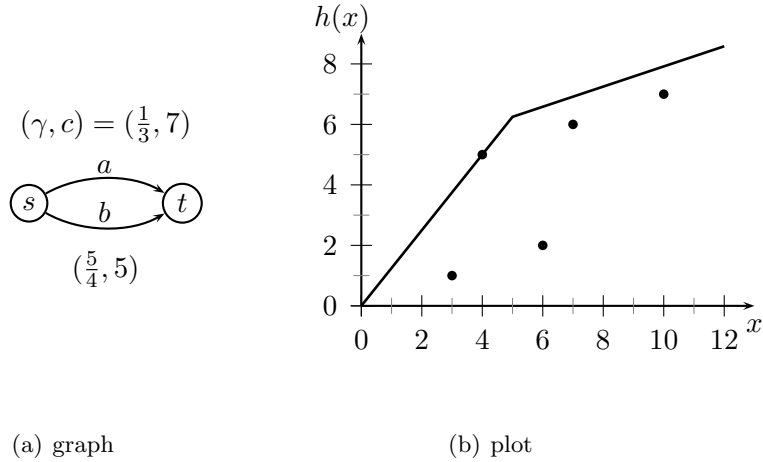 (γ, c) = (1/3, 7)
a
s
t
b
(5/4, 5)
(a) graph
h(x)
8
6
4
2
0
0 2 4 6 8 10 12 x
(b) plot